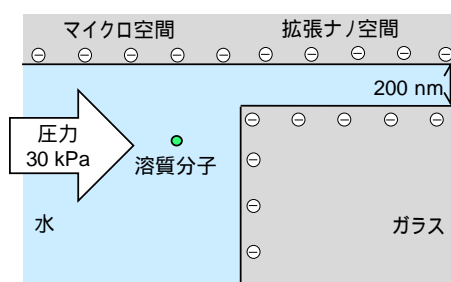 マイクロ空間
拡張ナノ空間
200 nm
圧力
30 kPa
溶質分子
水
ガラス